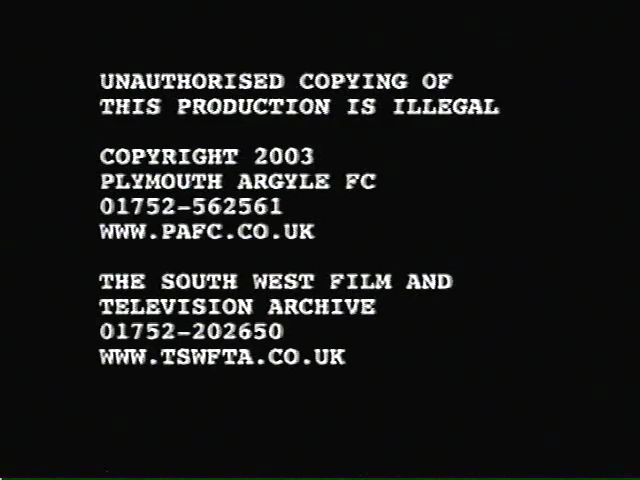 UNAUTHORISED COPYING OF
THIS PRODUCTION IS ILLEGAL
COPYRIGHT 2003
PLYMOUTH ARGYLE FC
01752-562561
WWW.PAFC.CO.UK
THE SOUTH WEST FILM AND
TELEVISION ARCHIVE
01752-202650
WWW.TSWFTA.CO.UK